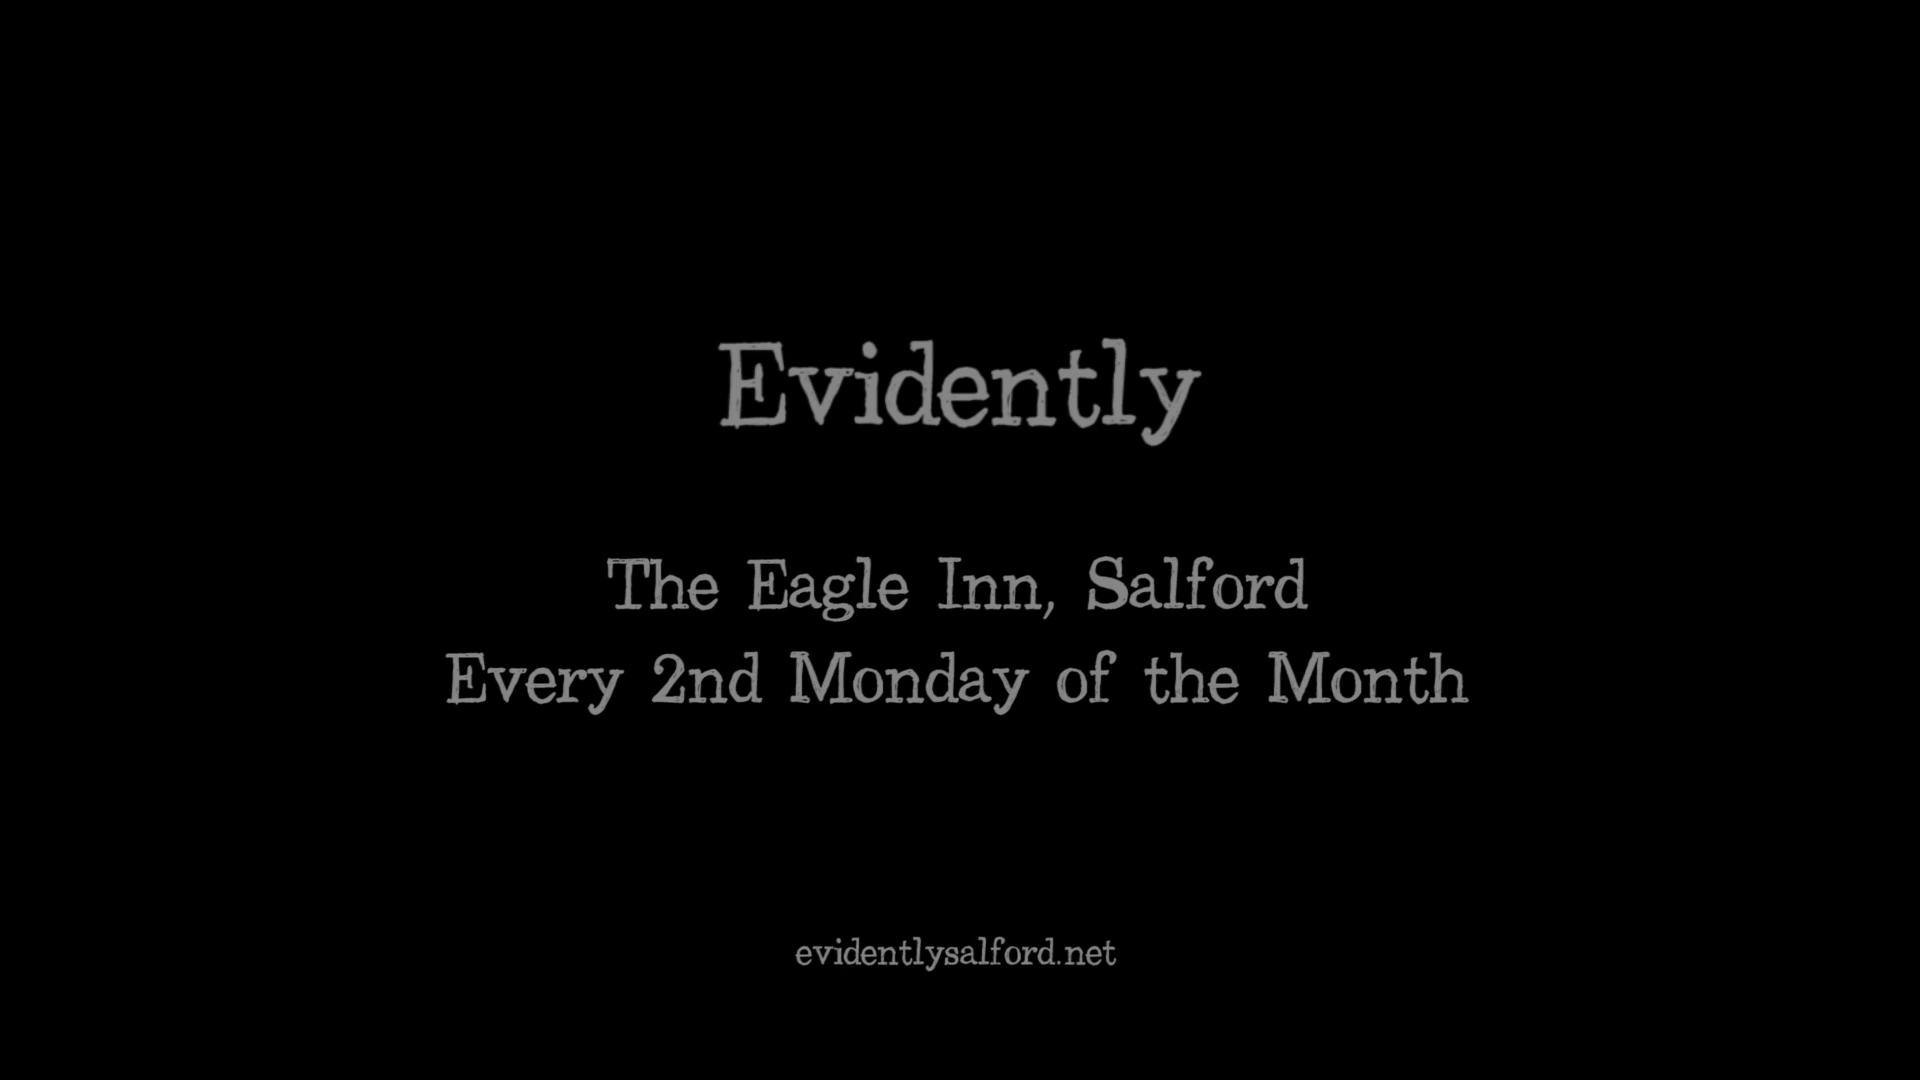 Evidently
The Eagle Inn, Salford
Every 2nd Monday of the Month
evidentlysalford.net